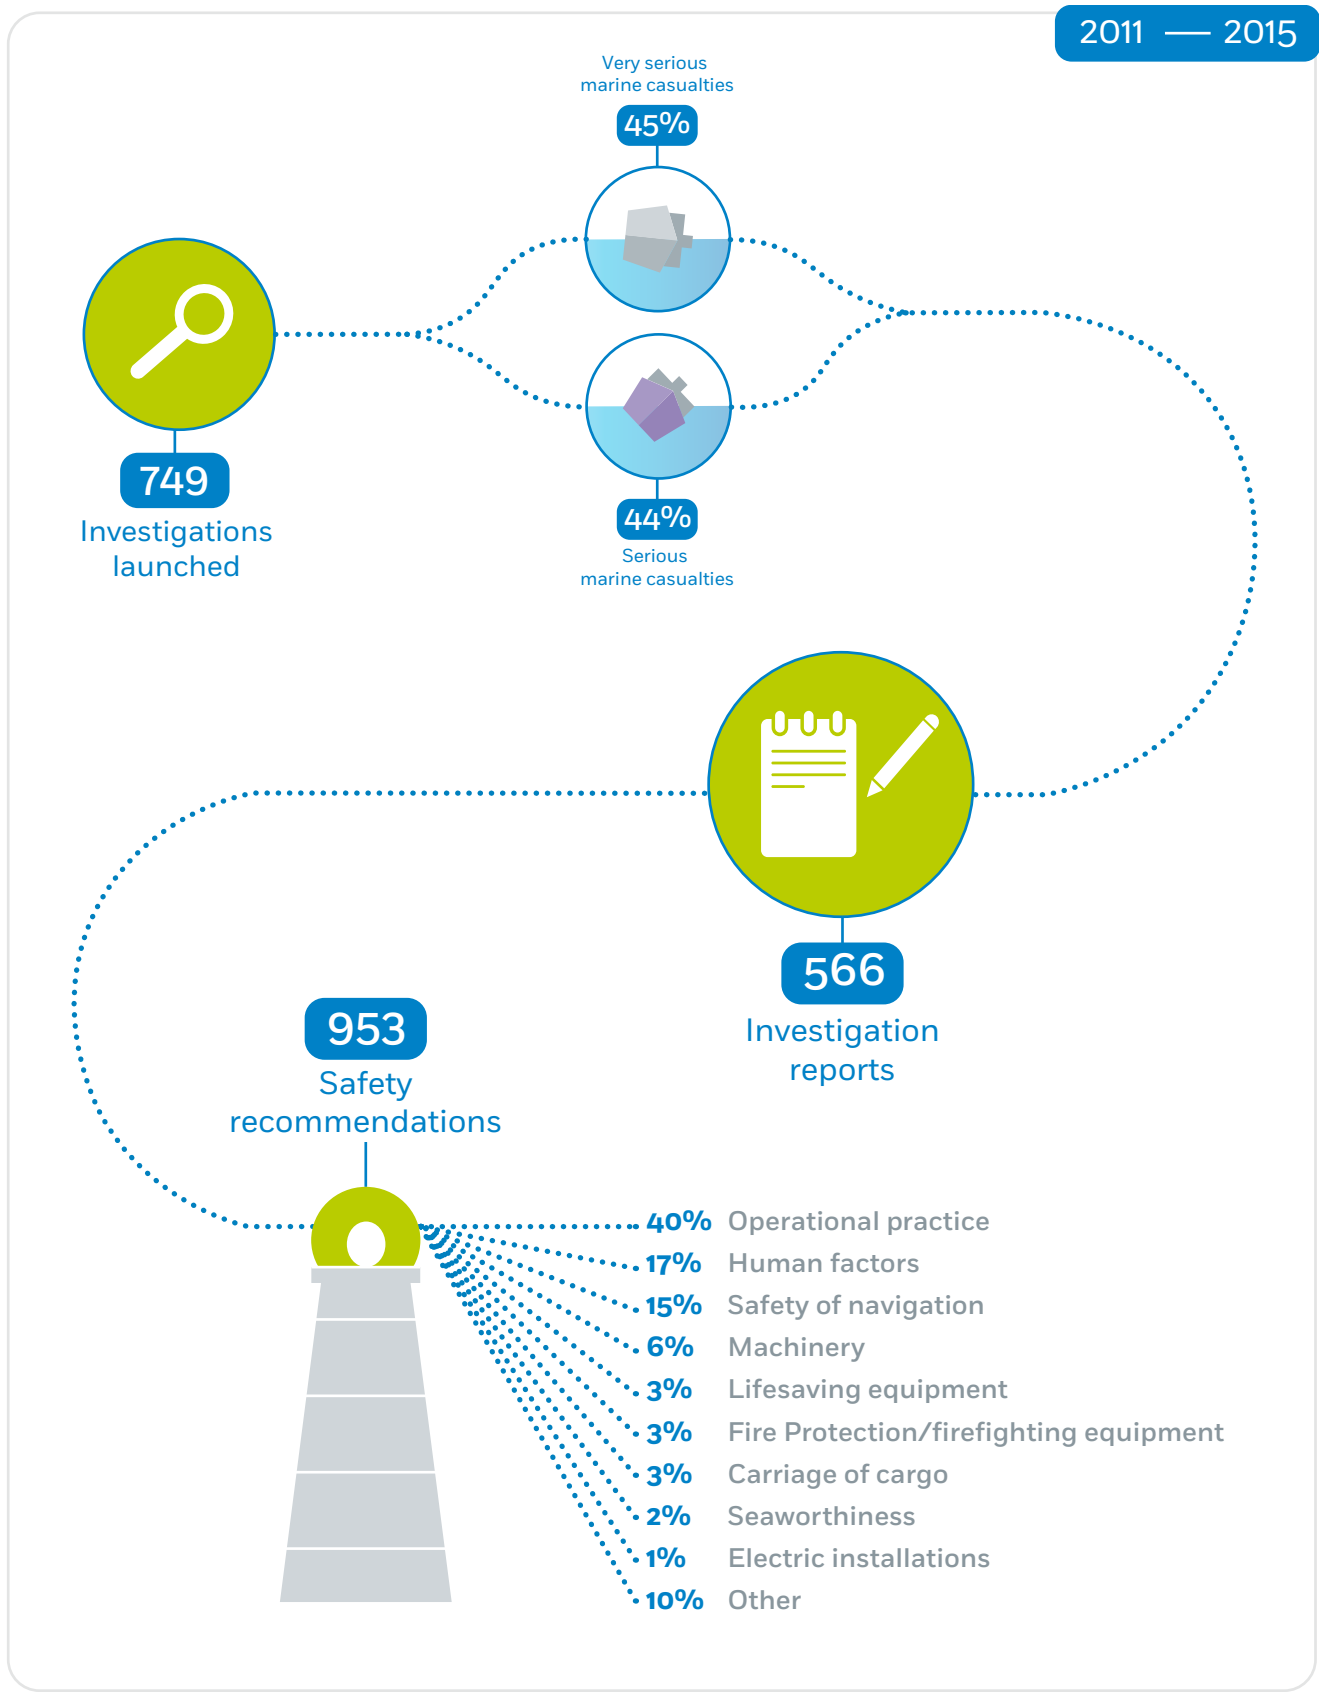 2011 — 2015
Very serious
marine casualties
45%
749
Investigations
launched
44%
Serious
marine casualties
566
Investigation
reports
953
Safety
recommendations
40% Operational practice
17% Human factors
15% Safety of navigation
6% Machinery
3% Lifesaving equipment
3% Fire Protection/firefighting equipment
3% Carriage of cargo
2% Seaworthiness
1% Electric installations
10% Other